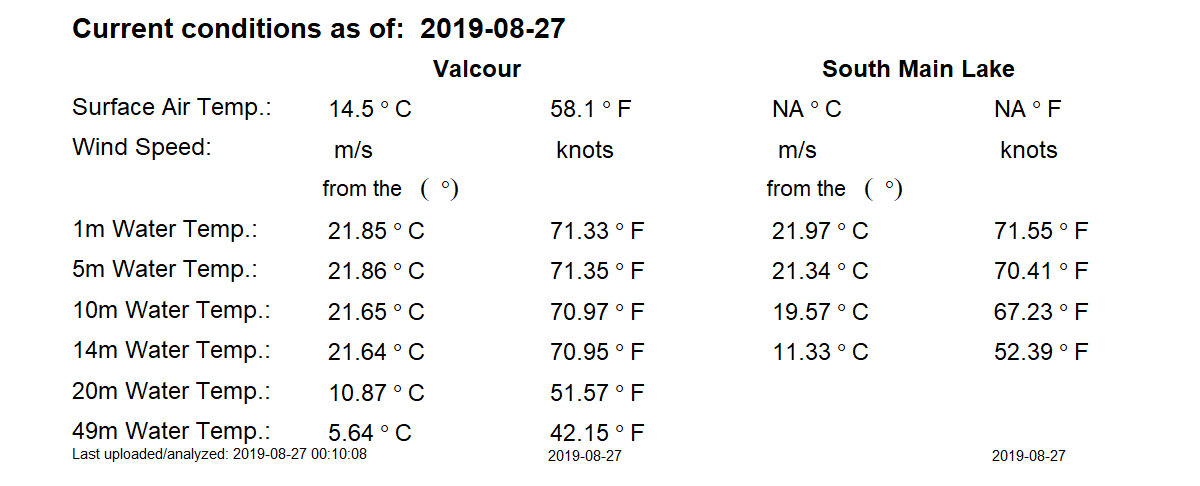 Current conditions as of: 2019-08-27
Valcour South Main Lake
Surface Air Temp.: 14.5 ° C 58.1 ° F NA ° C NA ° F
Wind Speed: m/s knots m/s knots
from the ( °) from the ( °)
1m Water Temp.: 21.85 ° C 71.33 ° F 21.97 ° C 71.55 ° F
5m Water Temp.: 21.86 ° C 71.35 ° F 21.34 ° C 70.41 ° F
10m Water Temp.: 21.65 ° C 70.97 ° F 19.57 ° C 67.23 ° F
14m Water Temp.: 21.64 ° C 70.95 ° F 11.33 ° C 52.39 ° F
20m Water Temp.: 10.87 ° C 51.57 ° F
49m Water Temp.: 5.64 ° C 42.15 ° F
Last uploaded/analyzed: 2019-08-27 00:10:08 2019-08-27 2019-08-27